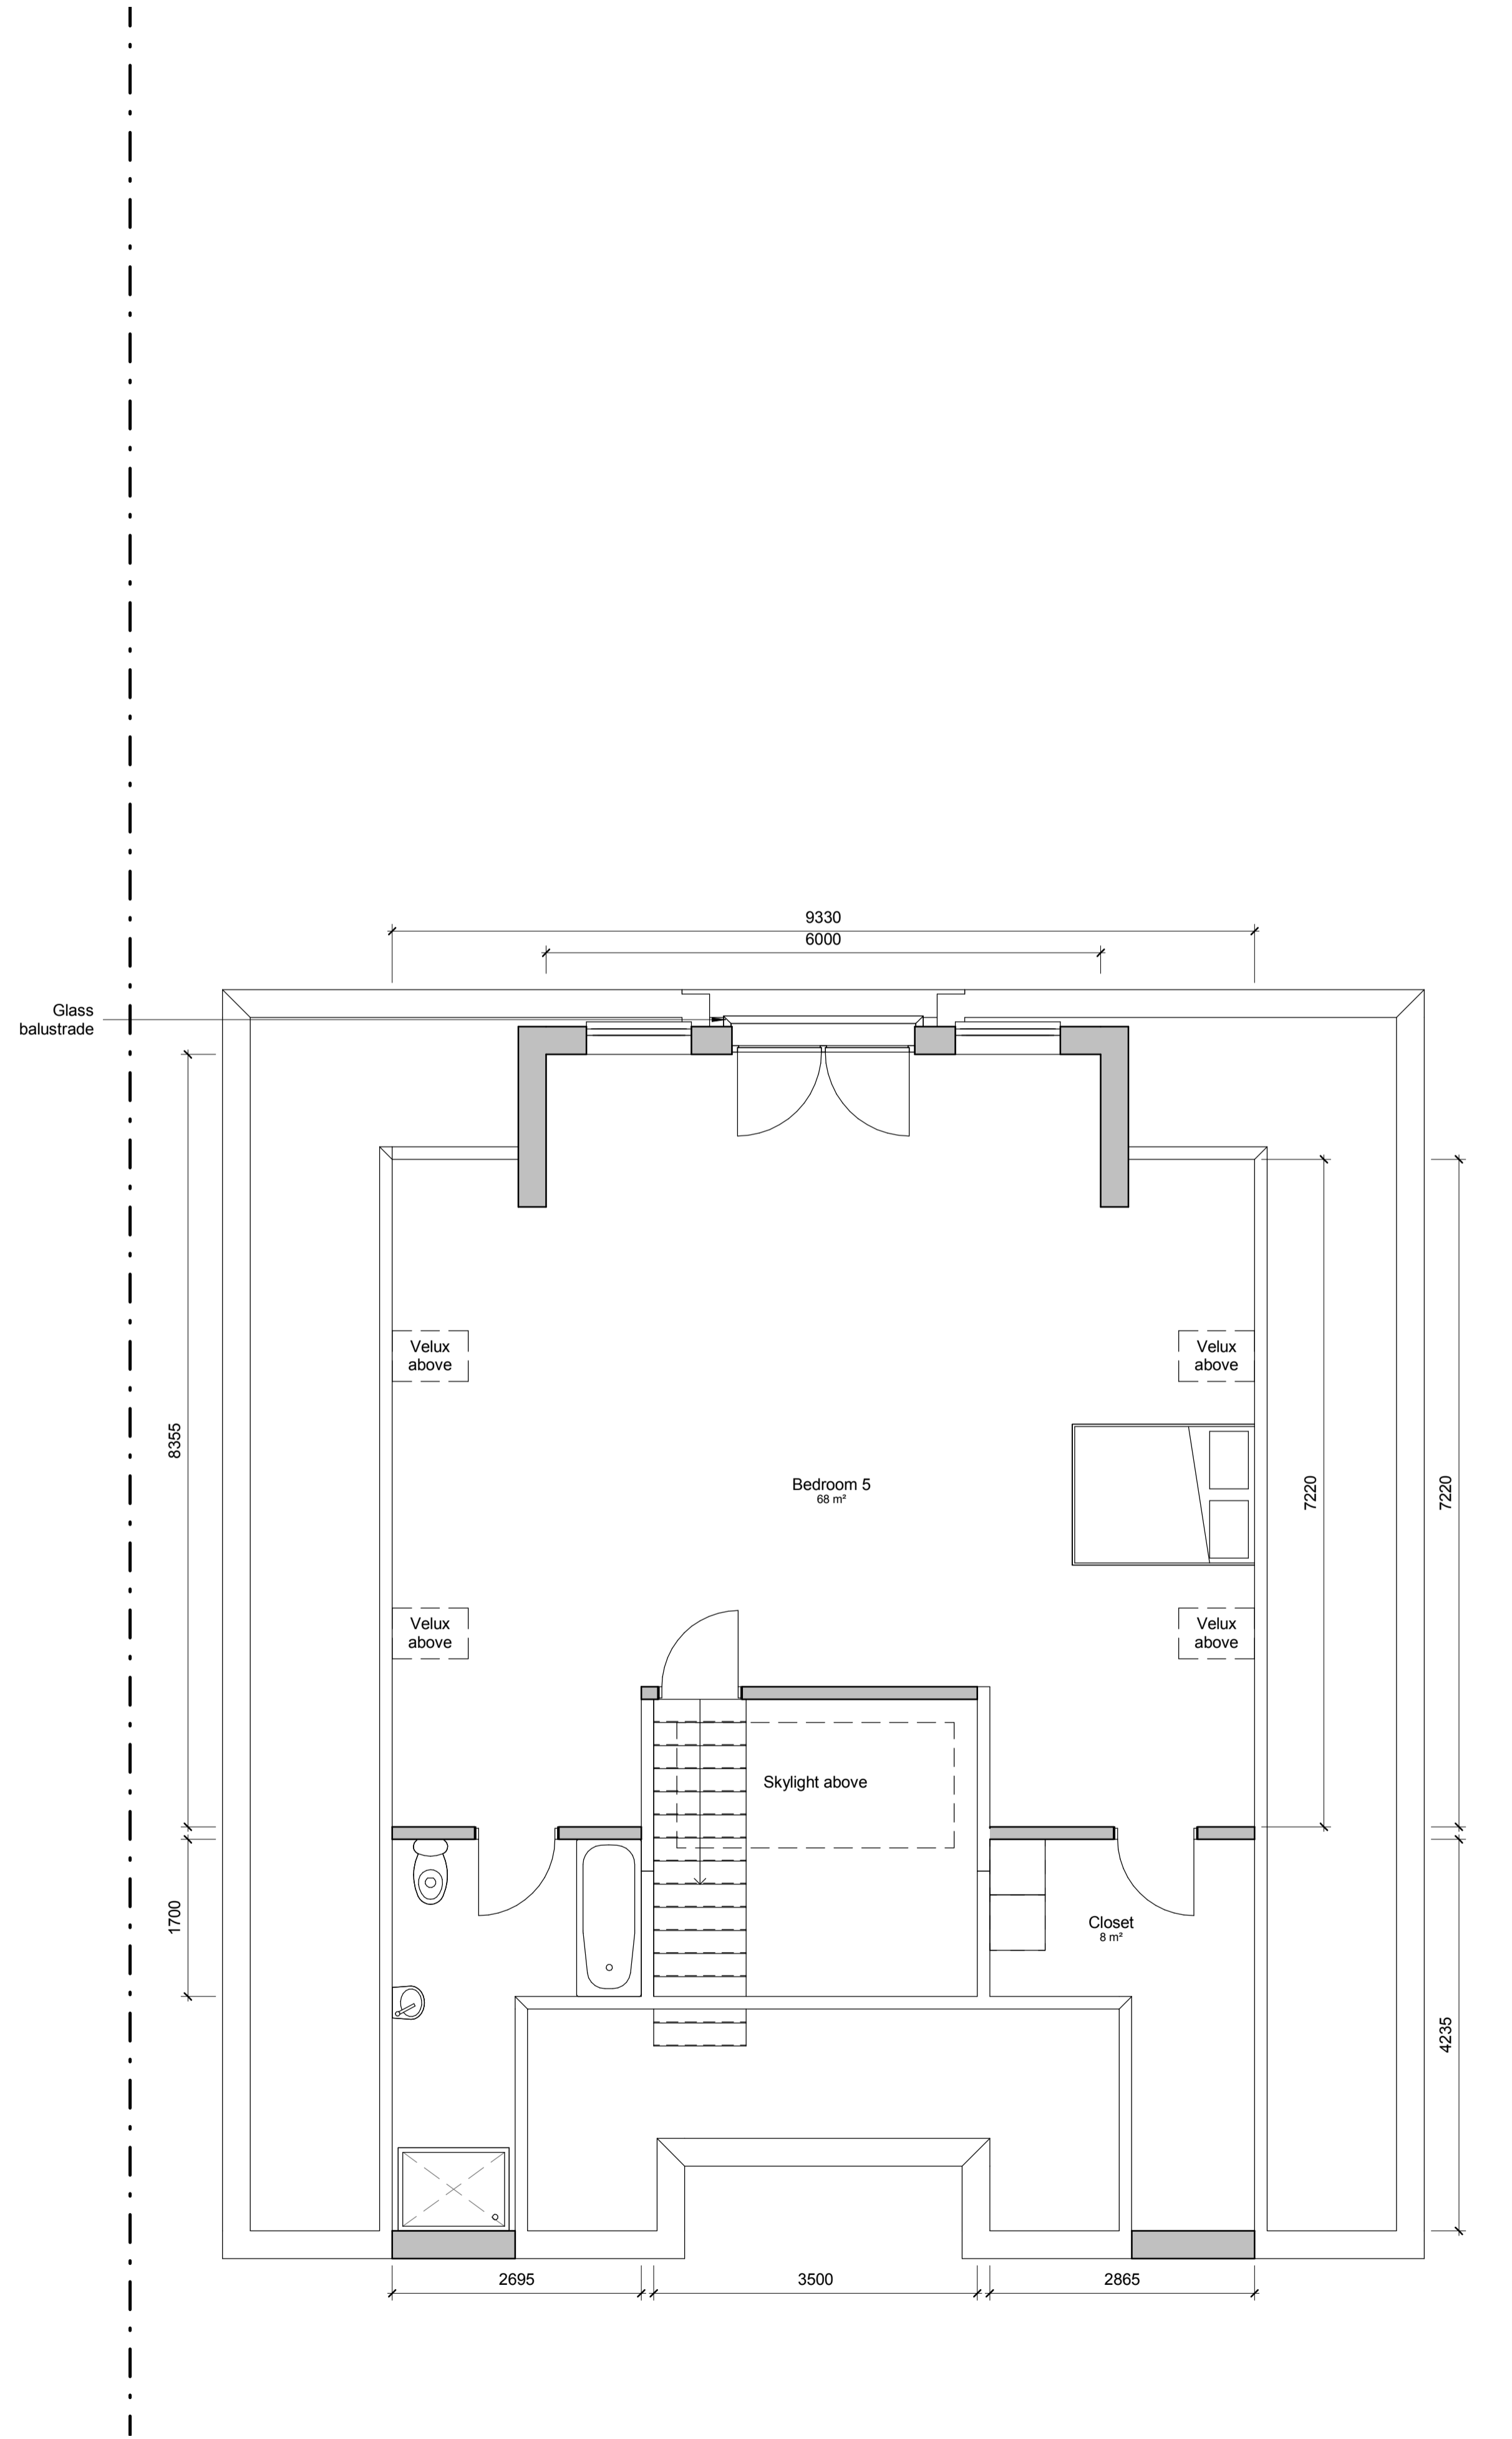 9330
6000
Glass
balustrade
Velux
above
Velux
above
8355
Bedroom 5
68 m²
7220
7220
Velux
above
Velux
above
Skylight above
1700
Closet
8 m²
4235
2695
3500
2865